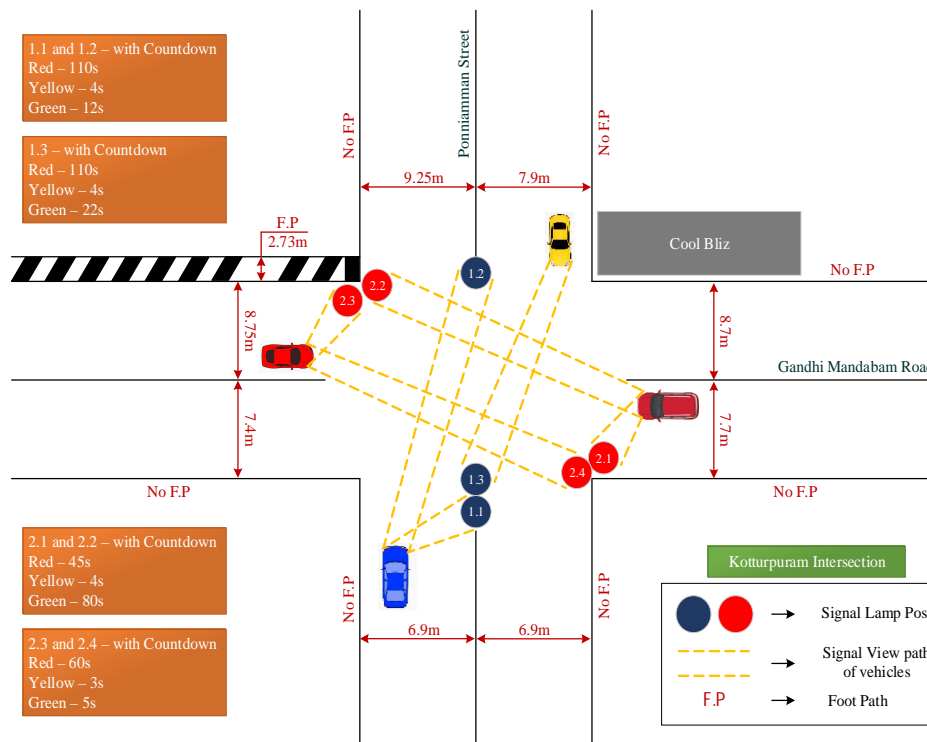 1.1 and 1.2 – with Countdown
Red – 110s
Yellow – 4s
Green – 12s
1.3 – with Countdown
Red – 110s
Yellow – 4s
Green – 22s
No F.P
Ponniamman Street
No F.P
9.25m
7.9m
F.P
2.73m
Cool Bliz
No F.P
1.2
2.2
2.3
8.75m
8.7m
Gandhi Mandabam Road
7.4m
7.7m
2.1
2.4
1.3
1.1
No F.P
No F.P
2.1 and 2.2 – with Countdown
Red – 45s
Yellow – 4s
Green – 80s
2.3 and 2.4 – with Countdown
Red – 60s
Yellow – 3s
Green – 5s
No F.P
No F.P
6.9m
6.9m
Kotturpuram Intersection
Signal Lamp Pos
Signal View path
of vehicles
F.P
Foot Path